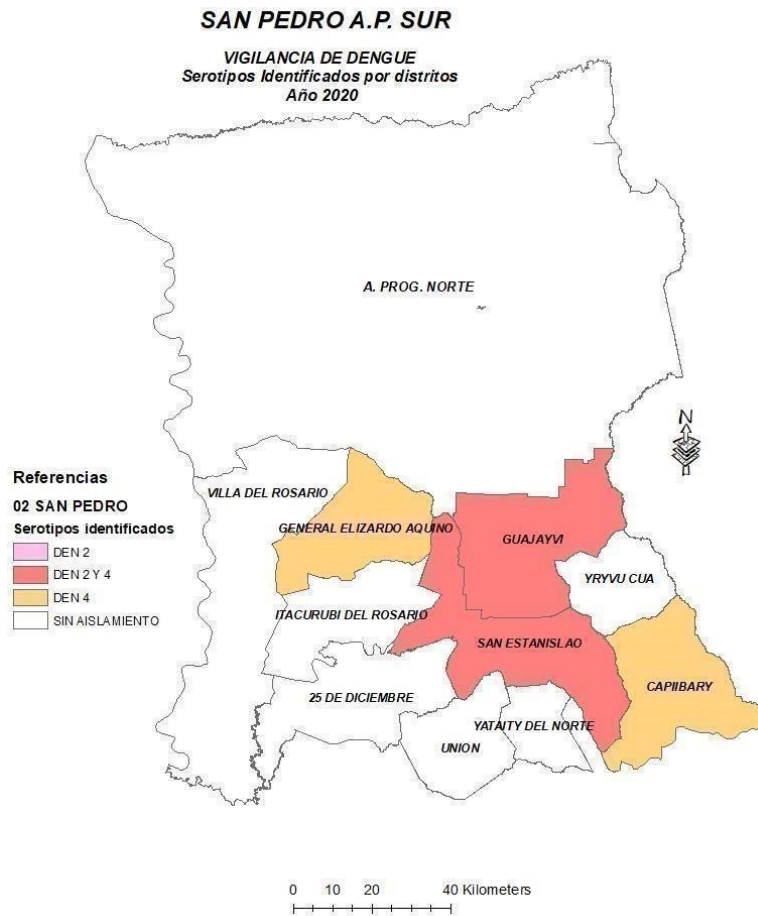 SAN PEDRO A.P. SUR
VIGILANCIA DE DENGUE
Serotipos Identificados por distritos
Año 2020
A. PROG. NORTE
N
Referencias
02 SAN PEDRO
Serotipos identificados
DEN 2
DEN 2 Y 4
DEN 4
SIN AISLAMIENTO
VILLA DEL ROSARIO
GENERAL ELIZARDO AQUINO
GUAJAYVI
YRYVU CUA
ITACURUBI DEL ROSARIO
SAN ESTANISLAO
CAPIIBARY
25 DE DICIEMBRE
YATAITY DEL NORTE
UNION
0 10 20 40 Kilometers